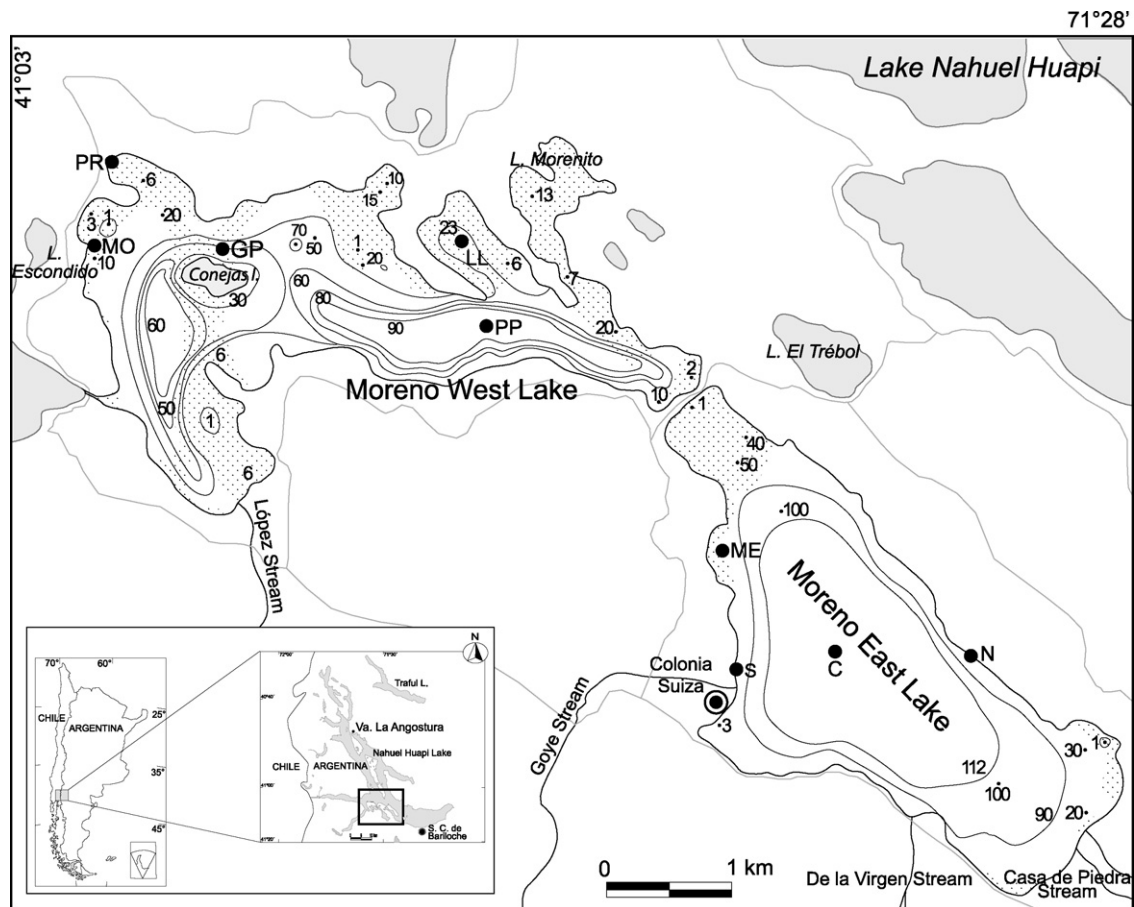 71°28'
41°03'
Lake Nahuel Huapi
PR
6
10
15
L. Morenito
13
3
1
20
MO
GP
70
50
1
20
23
LL
6
7
L.
Escondido
10
Conejas I.
30
60
80
90
PP
20
60
6
L. El Trébol
2
10
1
Moreno West Lake
50
1
40
50
6
100
López Stream
ME
Moreno East Lake
Colonia
Suiza
S
C
N
3
Goye Stream
30
1
112
100
90
20
De la Virgen Stream
Casa de Piedra
Stream
0
1 km
N
70°
60°
CHILE
ARGENTINA
25°
35°
45°
Traful L.
Va. La Angostura
Nahuel Huapi Lake
CHILE
ARGENTINA
S. C. de
Bariloche